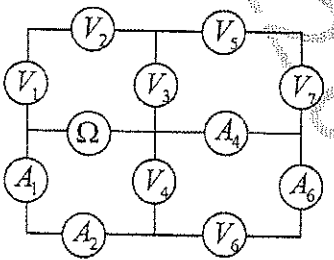 V₂ V₅
V₁ V₃ V₇
Ω A₄
A₁ V₄ A₆
A₂ V₆